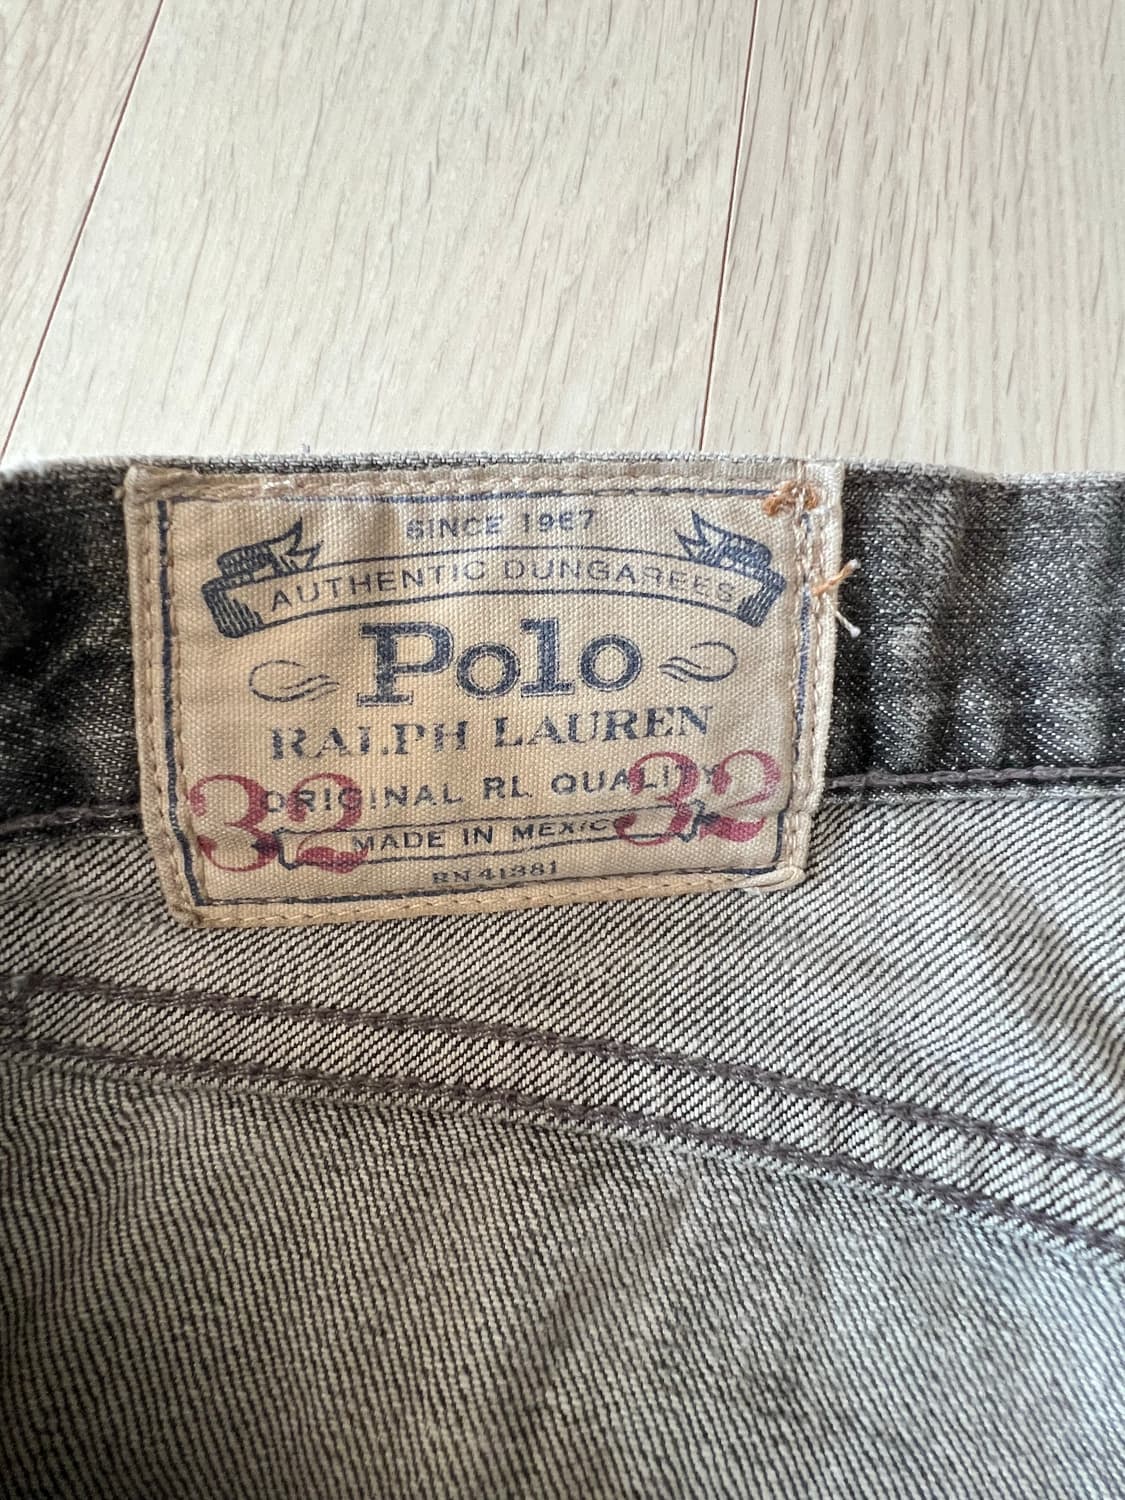 SINCE 1967
AUTHENTIC DUNGAREES
Polo
RALPH LAUREN
ORIGINAL RL QUALITY
32 32
MADE IN MEXICO
RN 41381